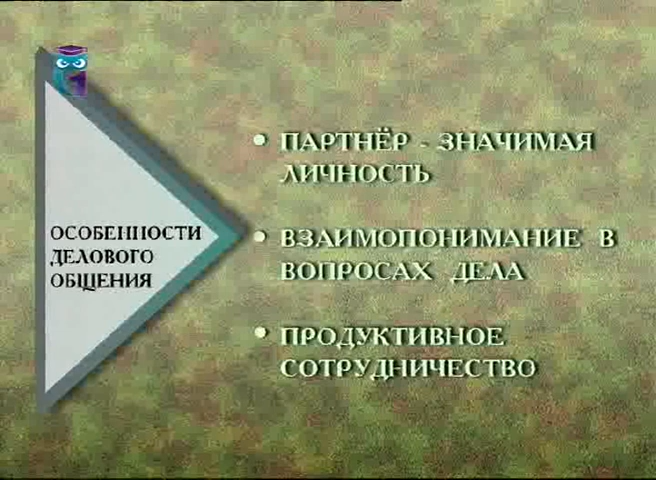 ОСОБЕННОСТИ
ДЕЛОВОГО
ОБЩЕНИЯ
• ПАРТНЁР - ЗНАЧИМАЯ
ЛИЧНОСТЬ
• ВЗАИМОПОНИМАНИЕ В
ВОПРОСАХ ДЕЛА
• ПРОДУКТИВНОЕ
СОТРУДНИЧЕСТВО